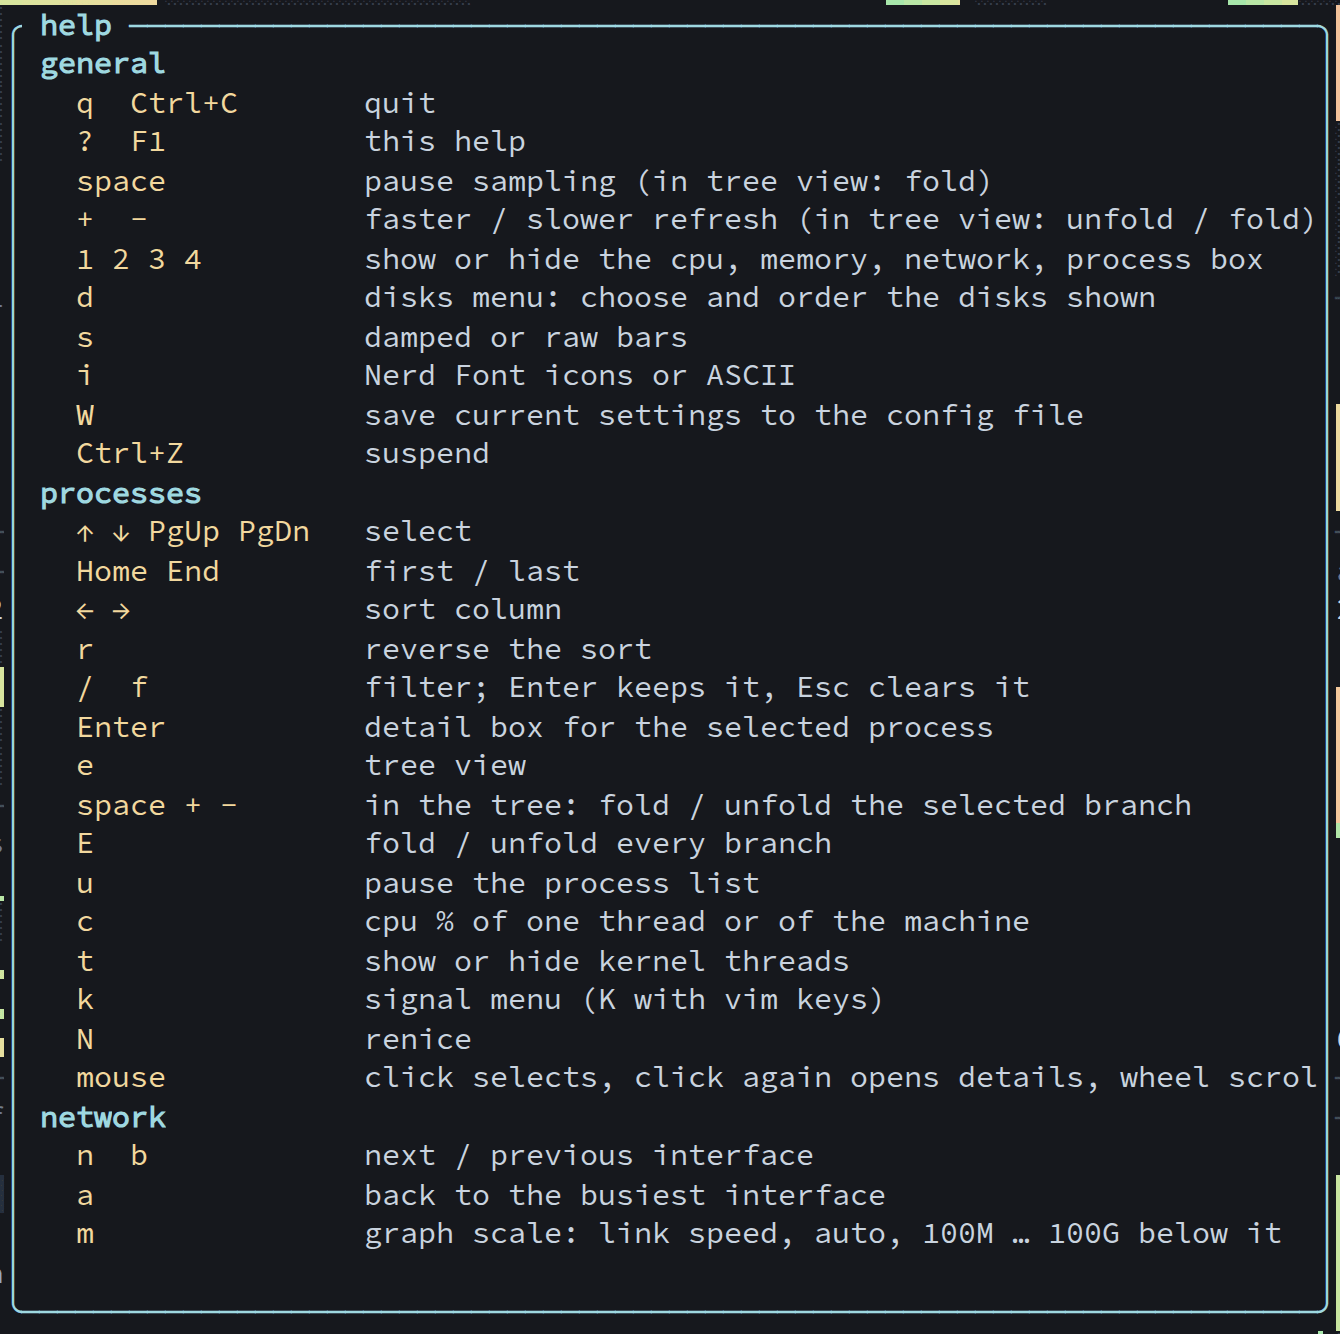 help
general
q  Ctrl+C  quit
?  F1  this help
space  pause sampling (in tree view: fold)
+  -  faster / slower refresh (in tree view: unfold / fold)
1 2 3 4  show or hide the cpu, memory, network, process box
d  disks menu: choose and order the disks shown
s  damped or raw bars
i  Nerd Font icons or ASCII
W  save current settings to the config file
Ctrl+Z  suspend
processes
↑ ↓ PgUp PgDn  select
Home End  first / last
← →  sort column
r  reverse the sort
/  f  filter; Enter keeps it, Esc clears it
Enter  detail box for the selected process
e  tree view
space + -  in the tree: fold / unfold the selected branch
E  fold / unfold every branch
u  pause the process list
c  cpu % of one thread or of the machine
t  show or hide kernel threads
k  signal menu (K with vim keys)
N  renice
mouse  click selects, click again opens details, wheel scrol
network
n  b  next / previous interface
a  back to the busiest interface
m  graph scale: link speed, auto, 100M … 100G below it